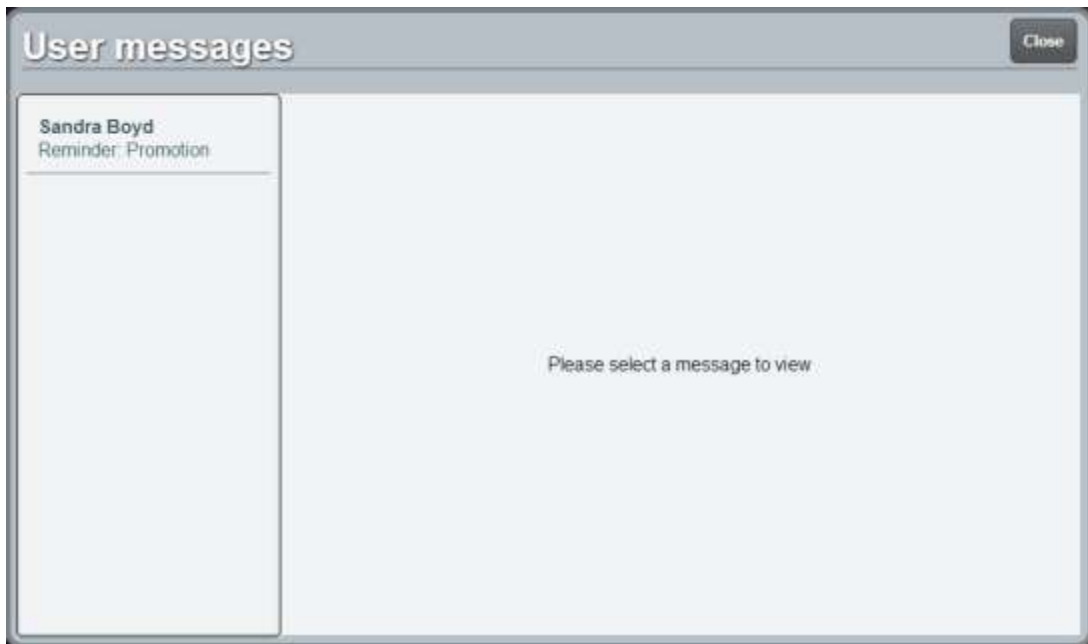 User messages
Close
Sandra Boyd
Reminder: Promotion
Please select a message to view